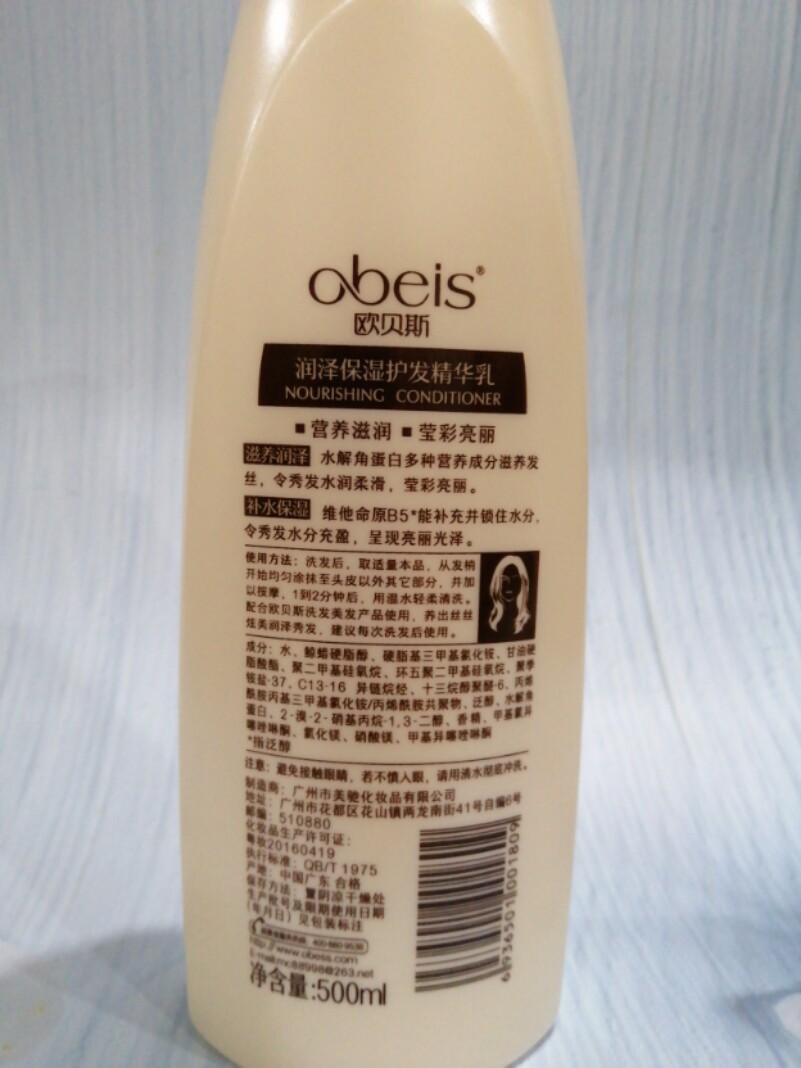 obeis®
欧贝斯
润泽保湿护发精华乳
NOURISHING CONDITIONER
■营养滋润 ■莹彩亮丽
滋养润泽 水解角蛋白多种营养成分滋养发
丝，令秀发水润柔滑，莹彩亮丽。
补水保湿 维他命原B5*能补充并锁住水分，
令秀发水分充盈，呈现亮丽光泽。
使用方法：洗发后，取适量本品，从发梢
开始均匀涂抹至头皮以外其它部分，并加
以按摩，1到2分钟后，用温水轻柔清洗。
配合欧贝斯洗发美发产品使用，养出丝丝
炫美润泽秀发，建议每次洗发后使用。
成分：水、鲸蜡硬脂醇、硬脂基三甲基氯化铵、甘油硬
脂酸酯、聚二甲基硅氧烷、环五聚二甲基硅氧烷、聚季
铵盐-37、C13-16 异链烷烃、十三烷醇聚醚-6、丙烯
酰胺丙基三甲基氯化铵/丙烯酰胺共聚物、泛醇、水解角
蛋白、2-溴-2-硝基丙烷-1,3-二醇、香精、甲基氯异
噻唑啉酮、氯化镁、硝酸镁、甲基异噻唑啉酮
*指泛醇
注意：避免接触眼睛，若不慎入眼，请用清水彻底冲洗。
制造商：广州市美驰化妆品有限公司
地址：广州市花都区花山镇两龙南街41号自编6号
邮编：510880
化妆品生产许可证：
粤妆20160419
执行标准：QB/T 1975
产地：中国广东 合格
保存方法：置阴凉干燥处
生产批号及限期使用日期
(年月日)见包装标注
400-880-9538
http://www.obess.com
E-mail:mc88998@263.net
净含量:500ml
6936501001809